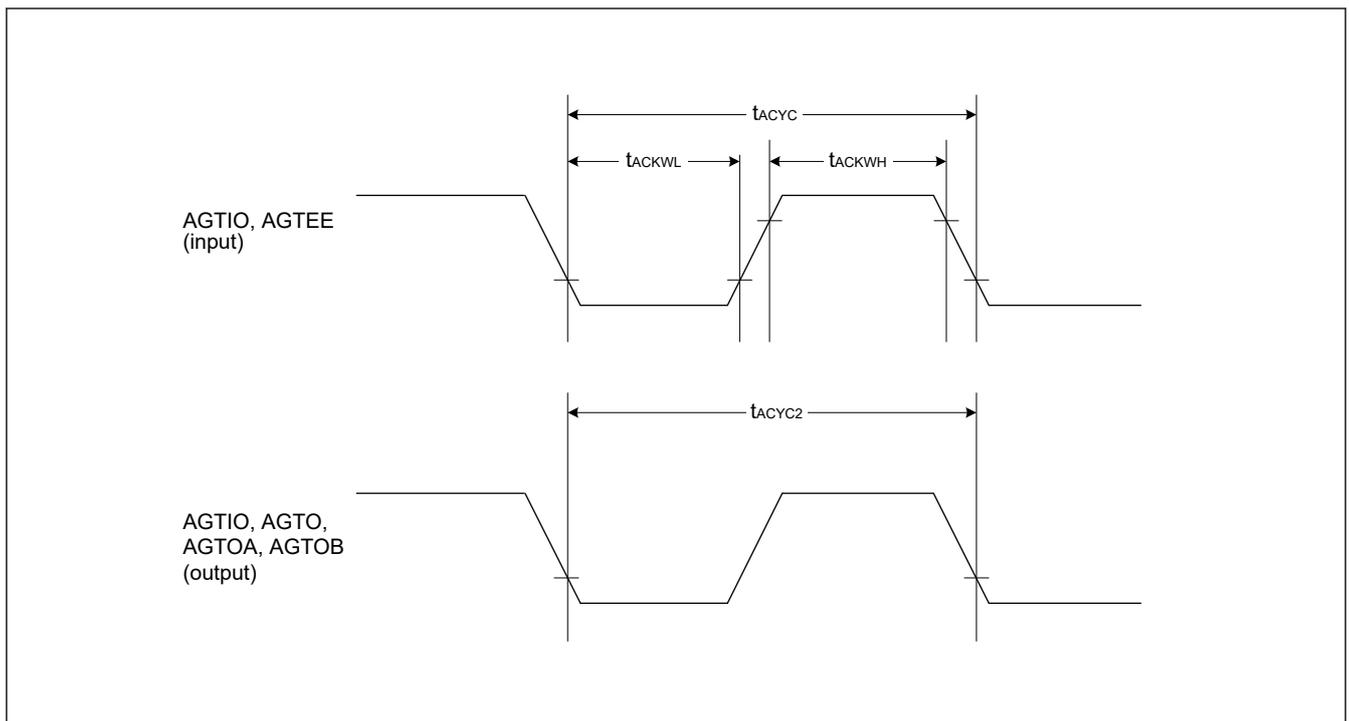 tACYC
tACKWL
tACKWH
AGTIO, AGTEE
(input)
tACYC2
AGTIO, AGTO,
AGTOA, AGTOB
(output)